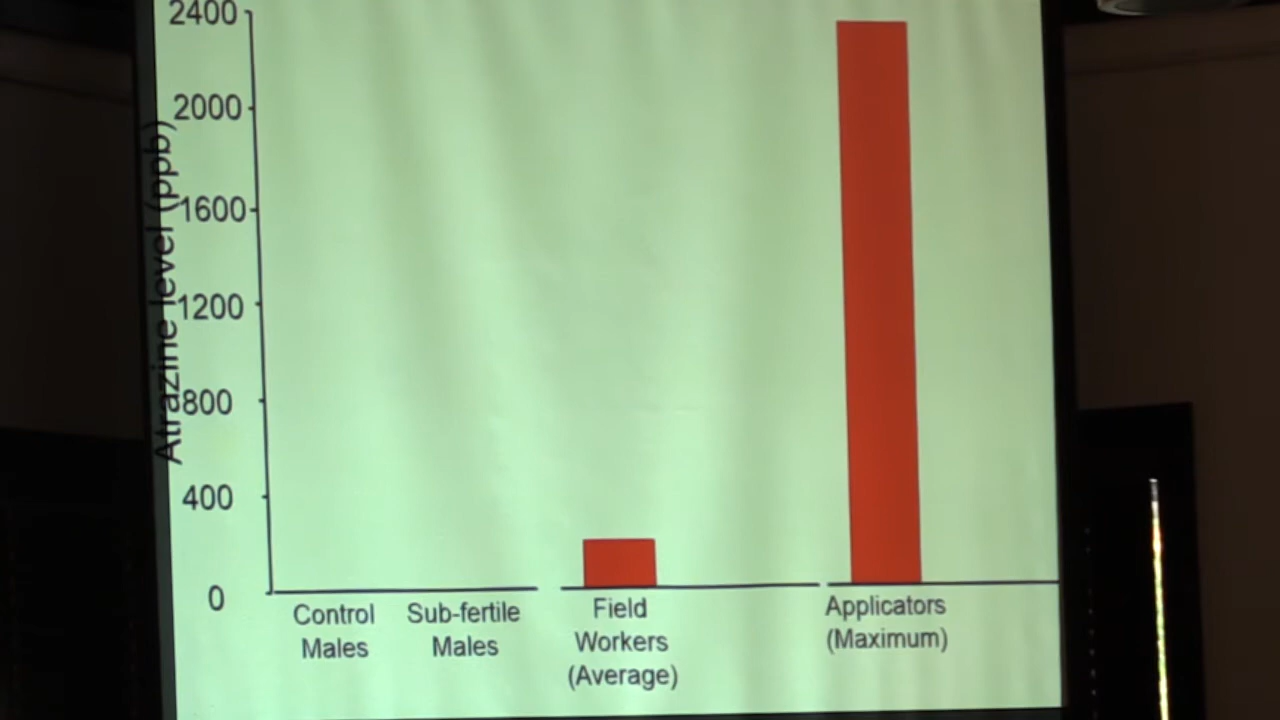 2400
2000
1600
1200
800
400
0
Atrazine level (ppb)
Control
Males
Sub-fertile
Males
Field
Workers
(Average)
Applicators
(Maximum)